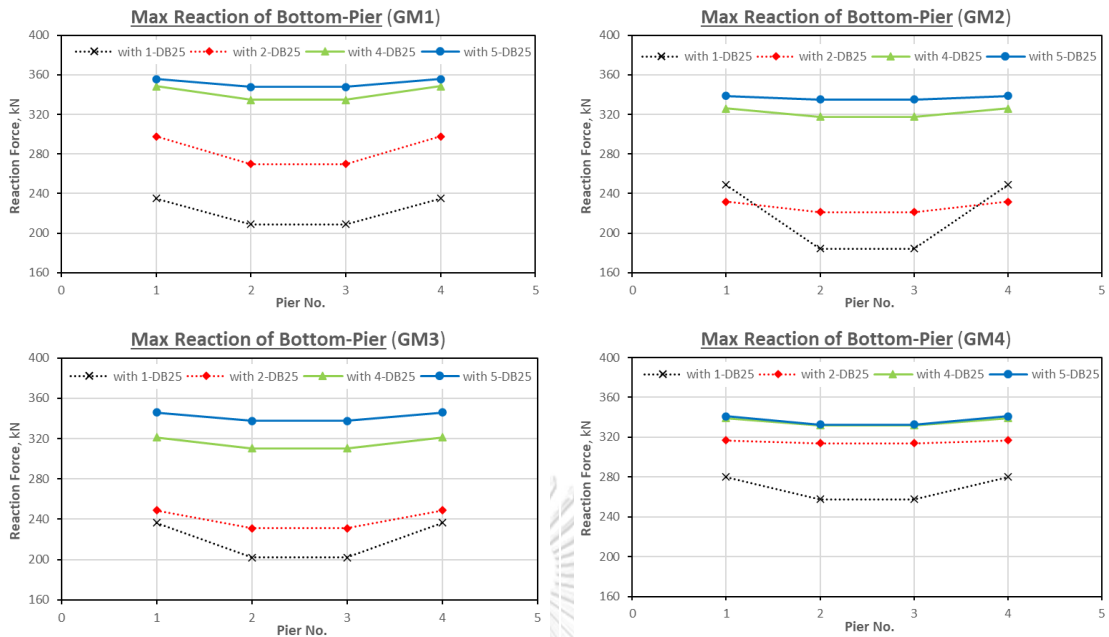 Max Reaction of Bottom-Pier (GM1)
400
with 1-DB25 with 2-DB25 with 4-DB25 with 5-DB25
360
320
280
240
200
160
Reaction Force, kN
0 1 2 3 4 5
Pier No.
Max Reaction of Bottom-Pier (GM2)
400
with 1-DB25 with 2-DB25 with 4-DB25 with 5-DB25
360
320
280
240
200
160
Reaction Force, kN
0 1 2 3 4 5
Pier No.
Max Reaction of Bottom-Pier (GM3)
400
with 1-DB25 with 2-DB25 with 4-DB25 with 5-DB25
360
320
280
240
200
160
Reaction Force, kN
0 1 2 3 4 5
Pier No.
Max Reaction of Bottom-Pier (GM4)
400
with 1-DB25 with 2-DB25 with 4-DB25 with 5-DB25
360
320
280
240
200
160
Reaction Force, kN
0 1 2 3 4 5
Pier No.